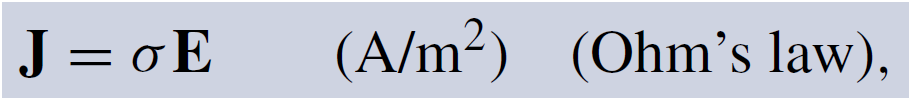 J = σE (A/m²) (Ohm’s law),